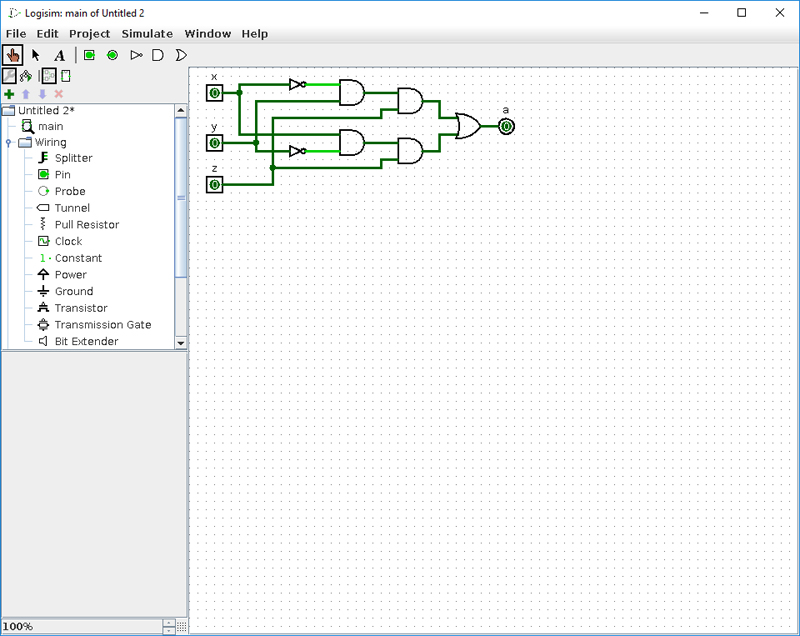 Logisim: main of Untitled 2
File Edit Project Simulate Window Help
A
Untitled 2*
main
Wiring
Splitter
Pin
Probe
Tunnel
Pull Resistor
Clock
1 Constant
Power
Ground
Transistor
Transmission Gate
Bit Extender
100%
x
0
y
0
z
0
a
0